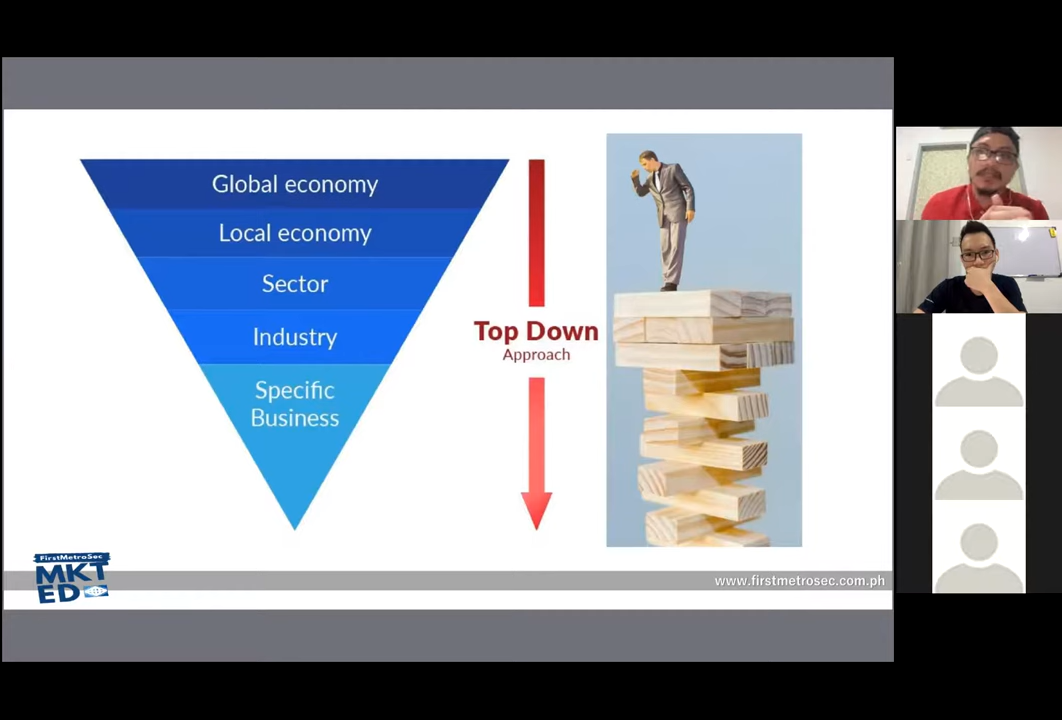 Global economy
Local economy
Sector
Industry
Specific
Business
Top Down
Approach
FirstMetroSec
MKT
ED
www.firstmetrosec.com.ph